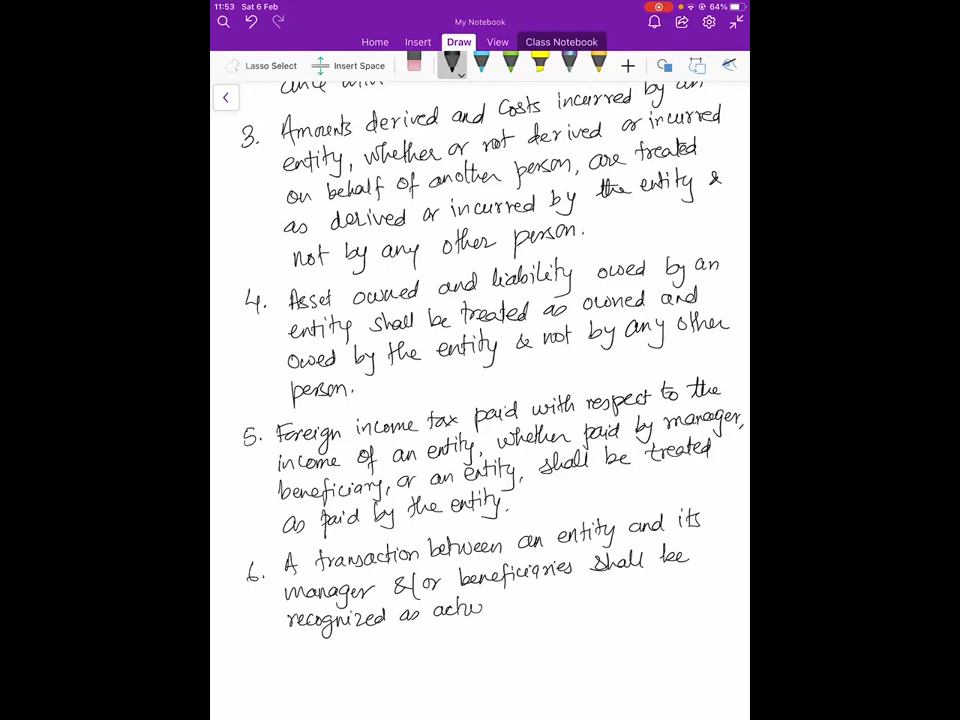 11:53 Sat 6 Feb
64%
My Notebook
Home Insert Draw View Class Notebook
Lasso Select Insert Space
ance with
3. Amounts derived and costs incurred by an
entity, whether or not derived or incurred
on behalf of another person, are treated
as derived or incurred by the entity &
not by any other person.
4. Asset owned and liability owed by an
entity shall be treated as owned and
owed by the entity & not by any other
person.
5. Foreign income tax paid with respect to the
income of an entity, whether paid by manager,
beneficiary, or an entity, shall be treated
as paid by the entity.
6. A transaction between an entity and its
manager &/or beneficiaries shall be
recognized as actu